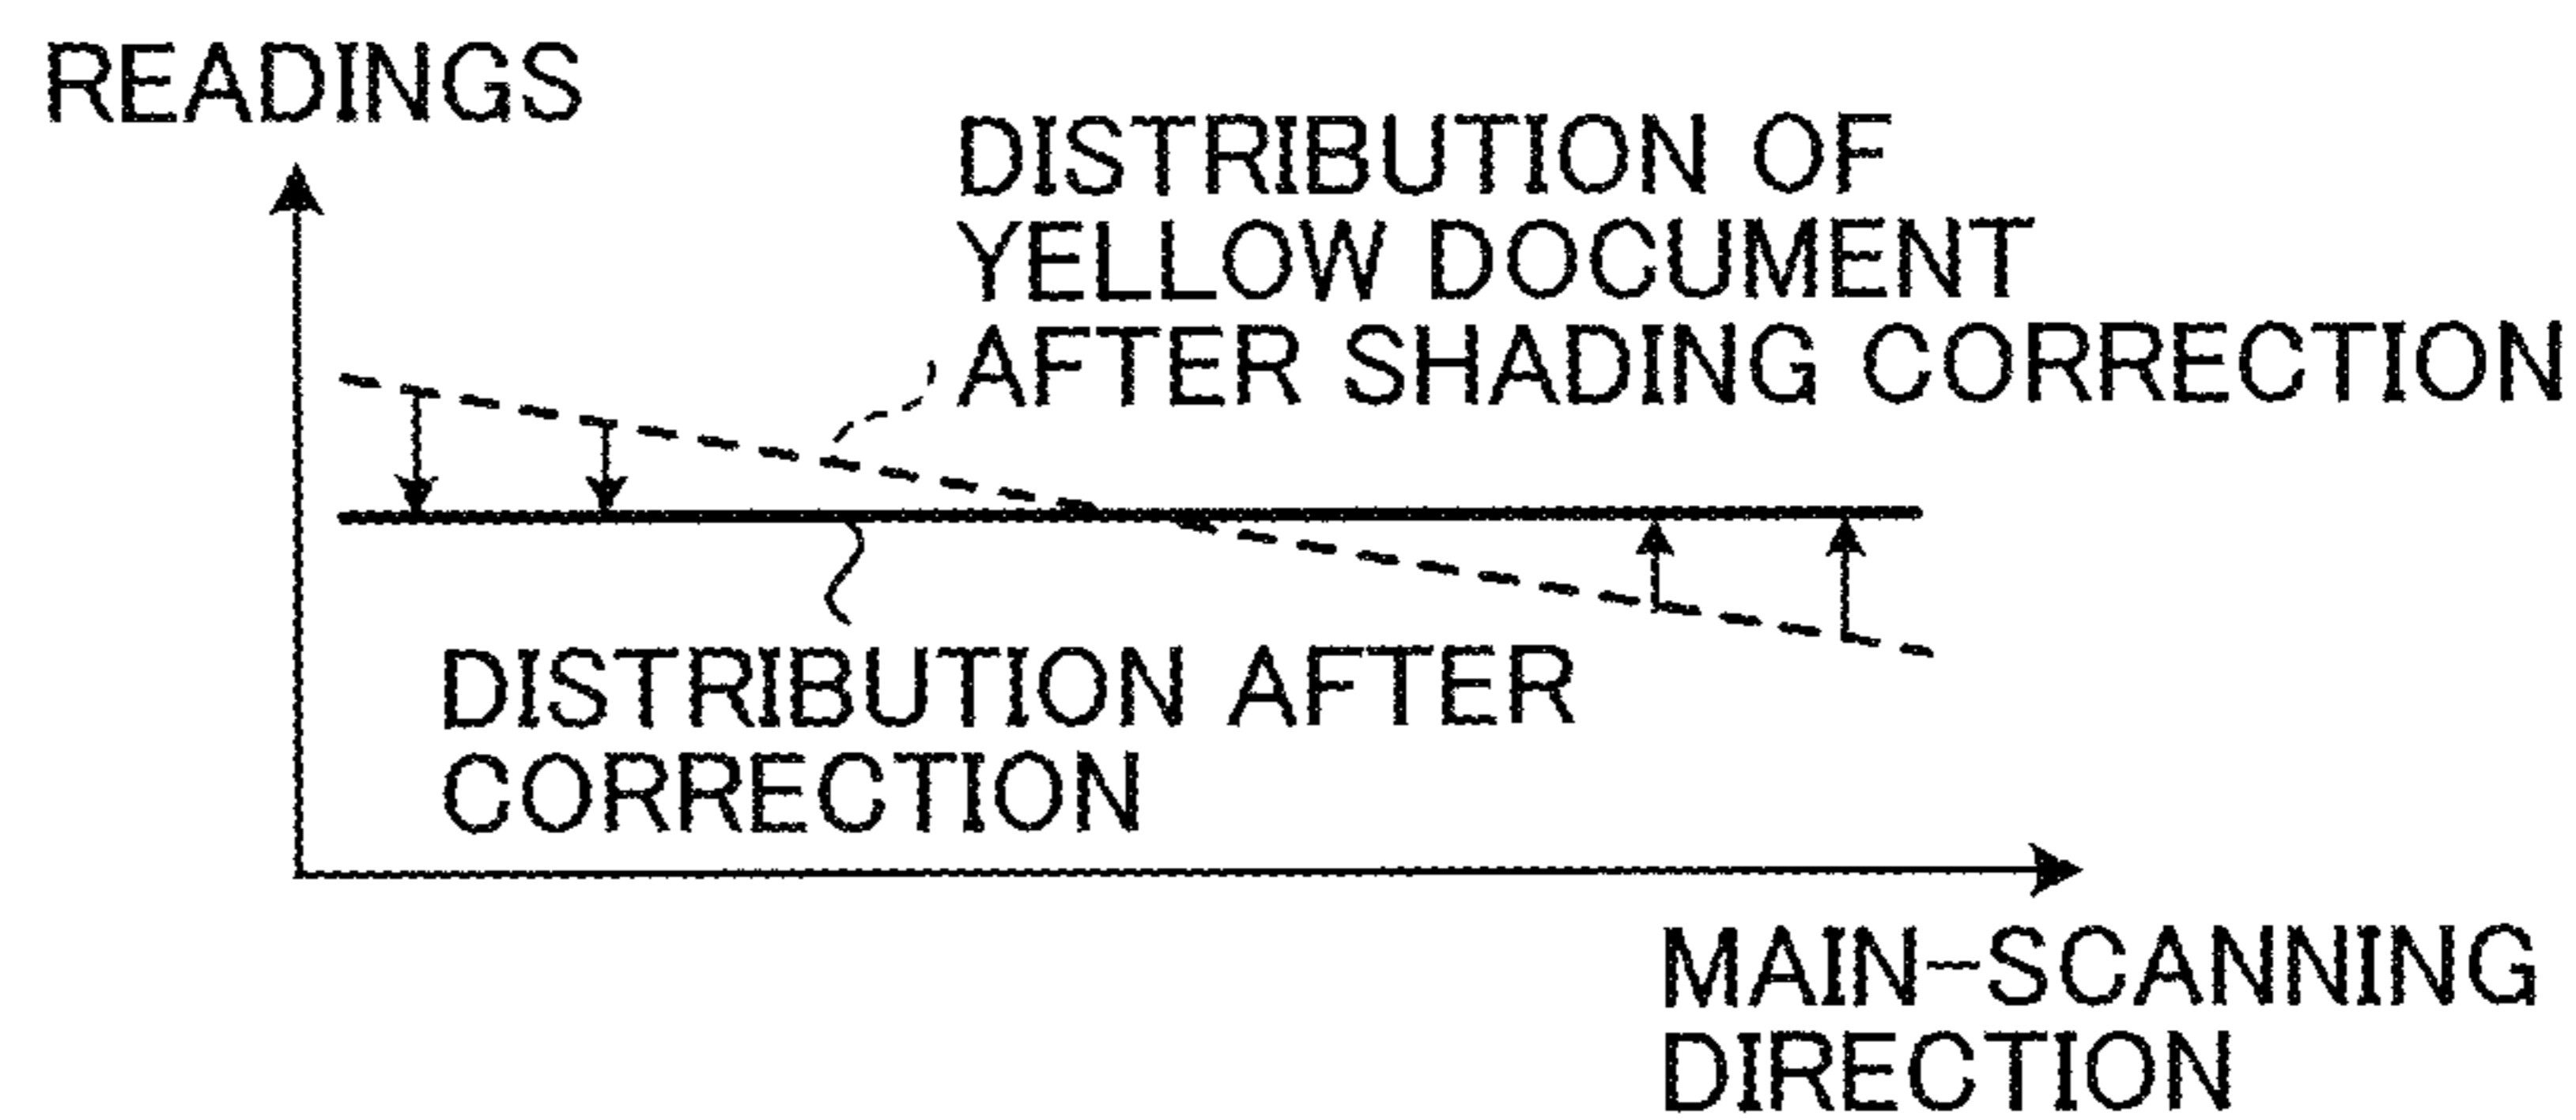 READINGS
DISTRIBUTION OF
YELLOW DOCUMENT
AFTER SHADING CORRECTION
DISTRIBUTION AFTER
CORRECTION
MAIN-SCANNING
DIRECTION